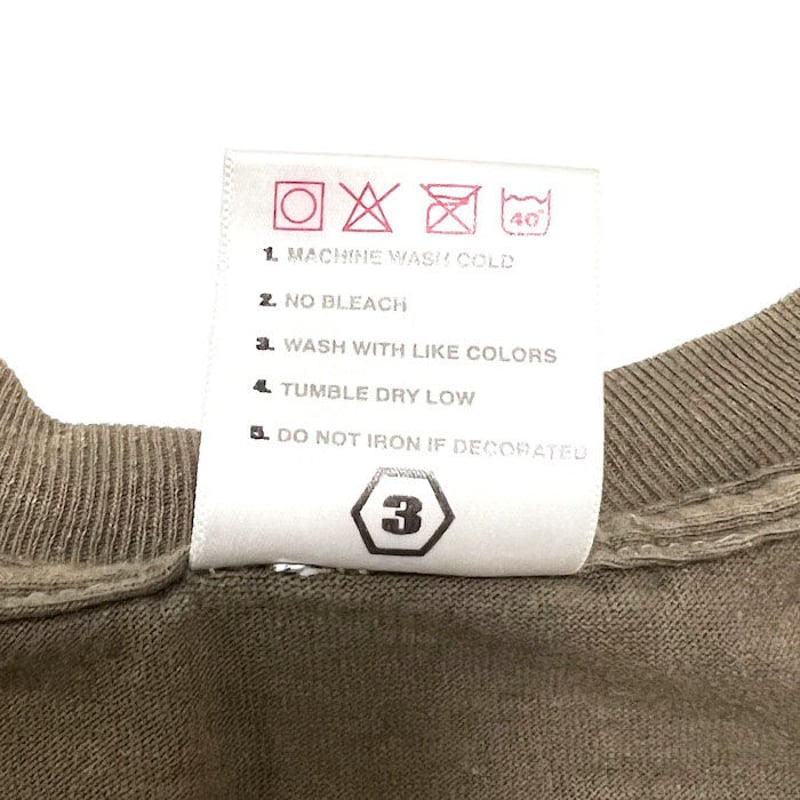 40°
1. MACHINE WASH COLD
2. NO BLEACH
3. WASH WITH LIKE COLORS
4. TUMBLE DRY LOW
5. DO NOT IRON IF DECORATED
3